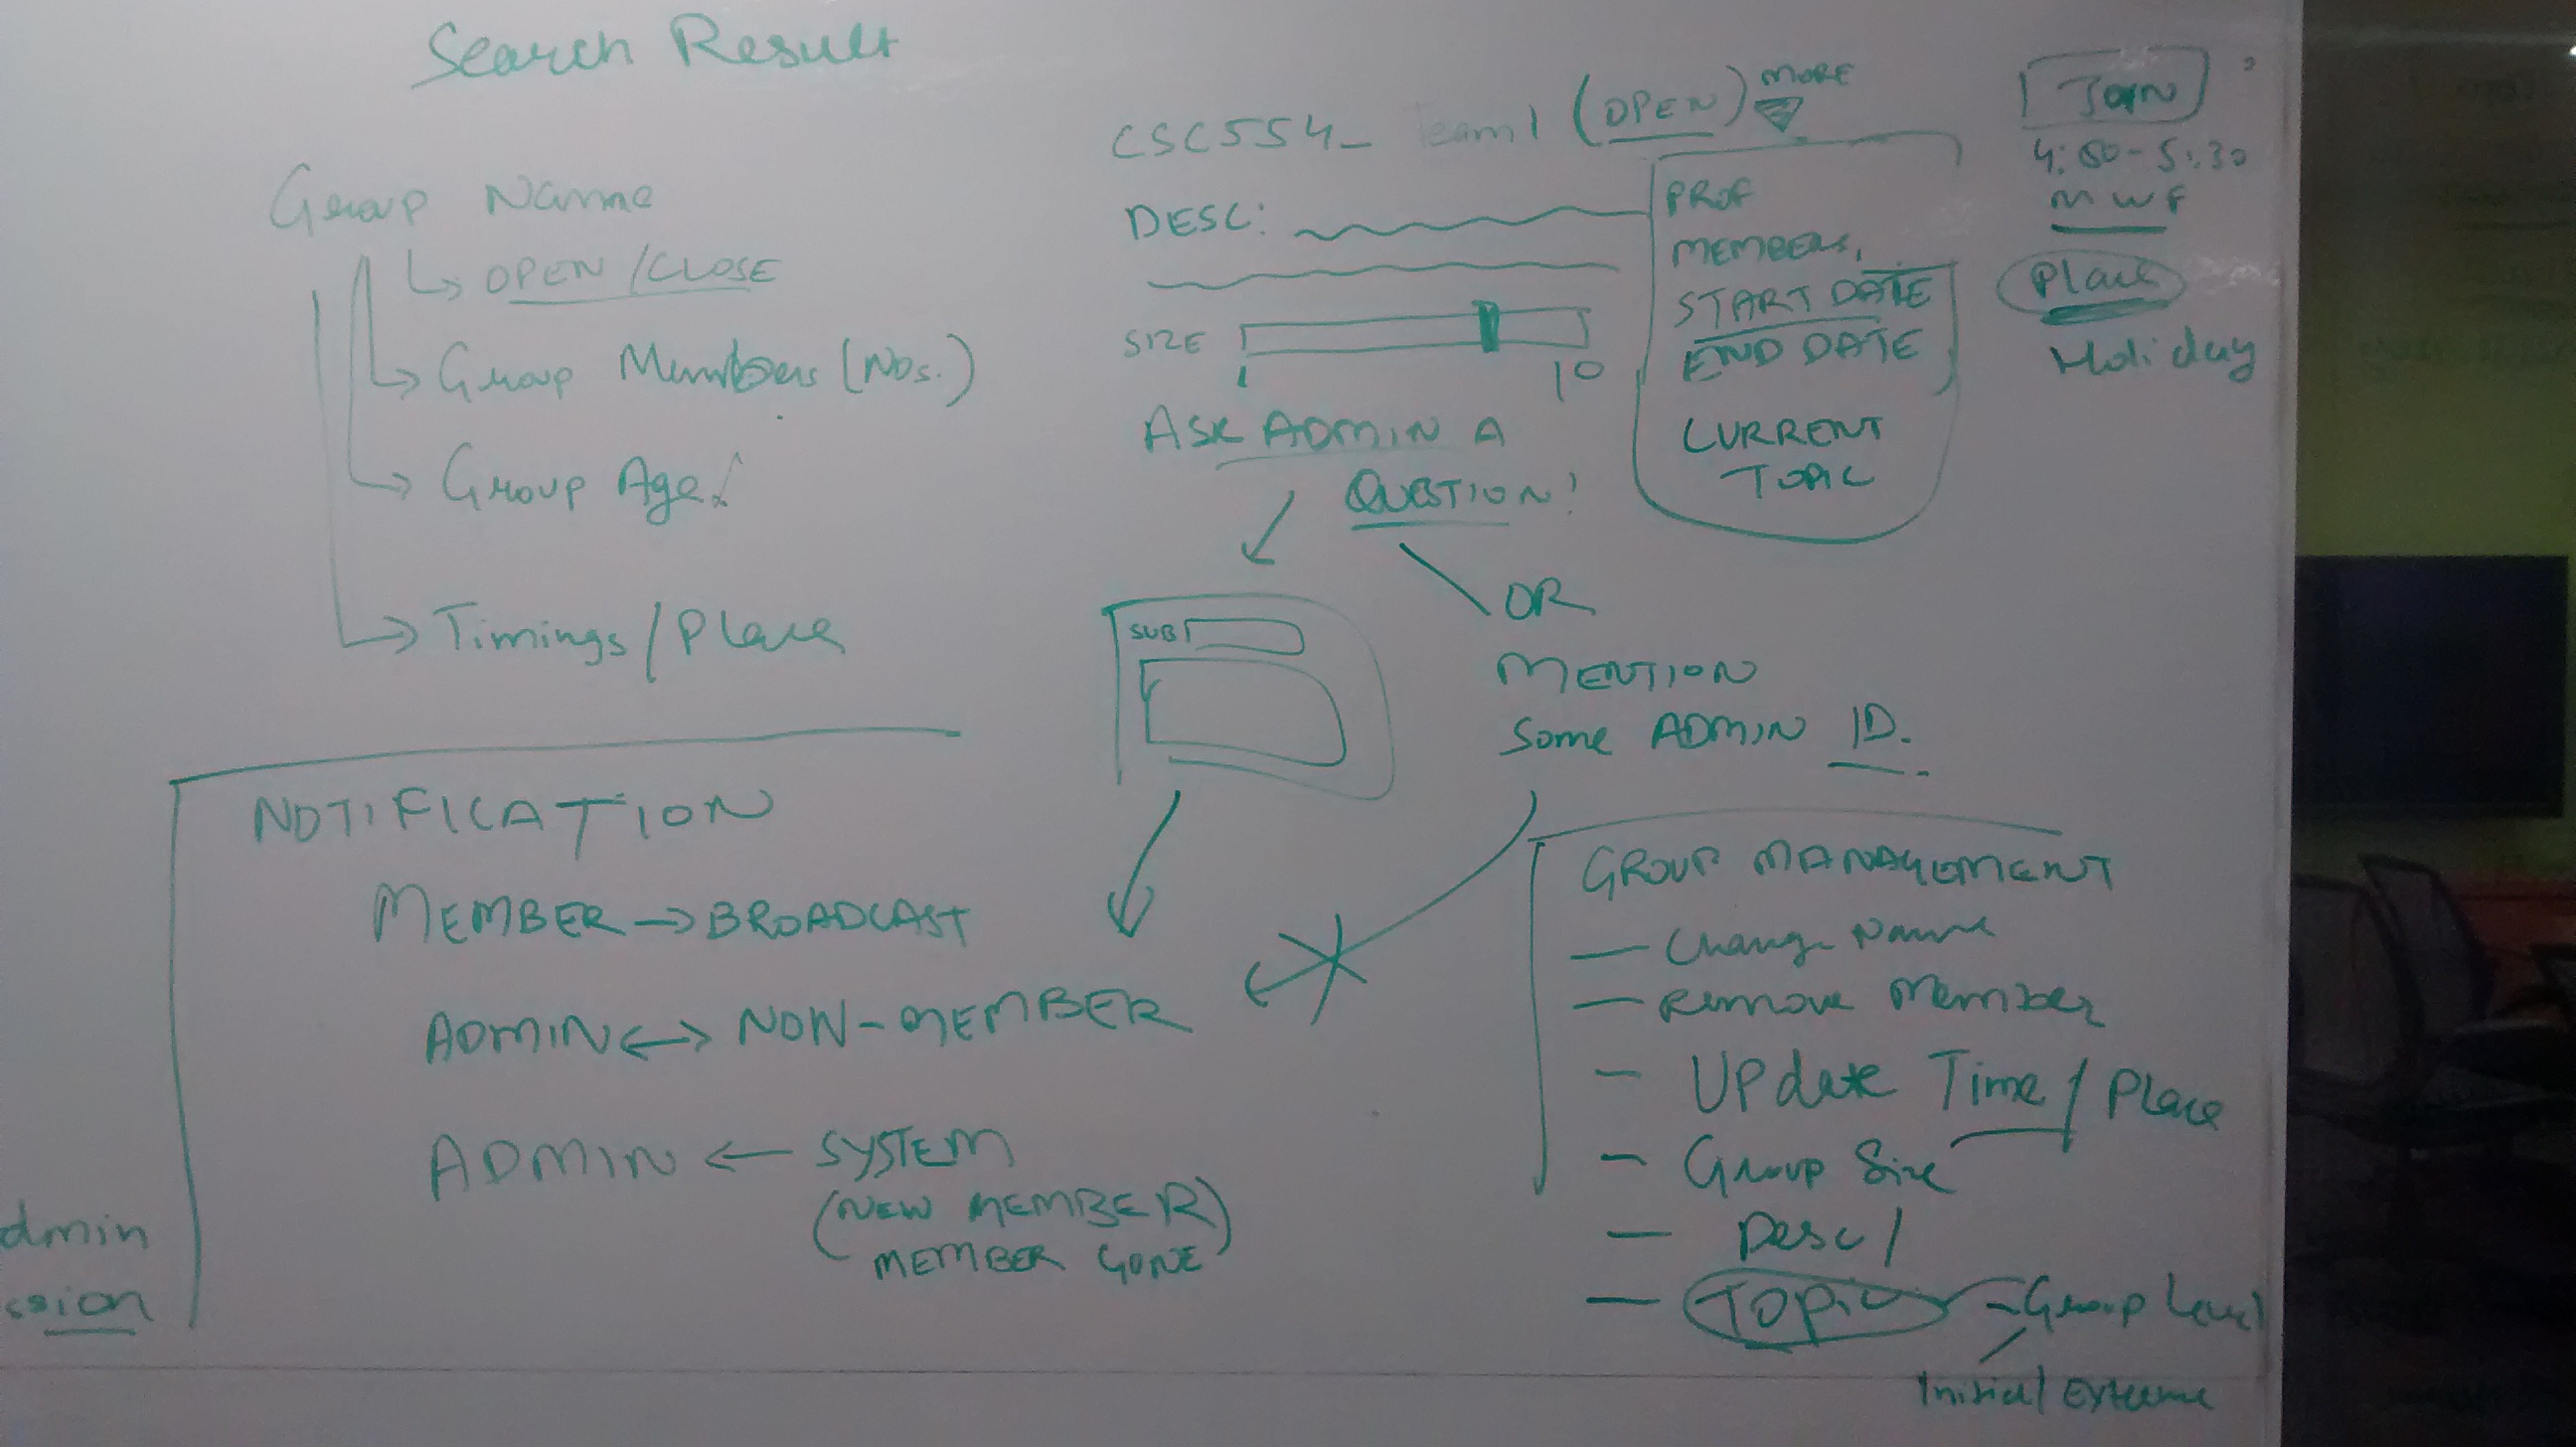 Search Result
Group Name
OPEN / CLOSE
Group Members (Nos.)
Group Age
Timings / Place
CSC554_ Team1 (OPEN) MORE
DESC:
SIZE
1 10
ASK ADMIN A
QUESTION!
PROF
MEMBERS,
START DATE
END DATE
CURRENT
TOPIC
Join
4:00-5:30
M W F
Place
Holiday
SUB
OR
MENTION
Some ADMIN ID.
NOTIFICATION
MEMBER → BROADCAST
ADMIN ↔ NON-MEMBER
ADMIN ← SYSTEM
(NEW MEMBER)
MEMBER GONE
dmin
ssion
GROUP MANAGEMENT
- Change Name
- Remove Member
- Update Time / Place
- Group Size
- Desc /
- Topic - Group Level
Initial / Extreme